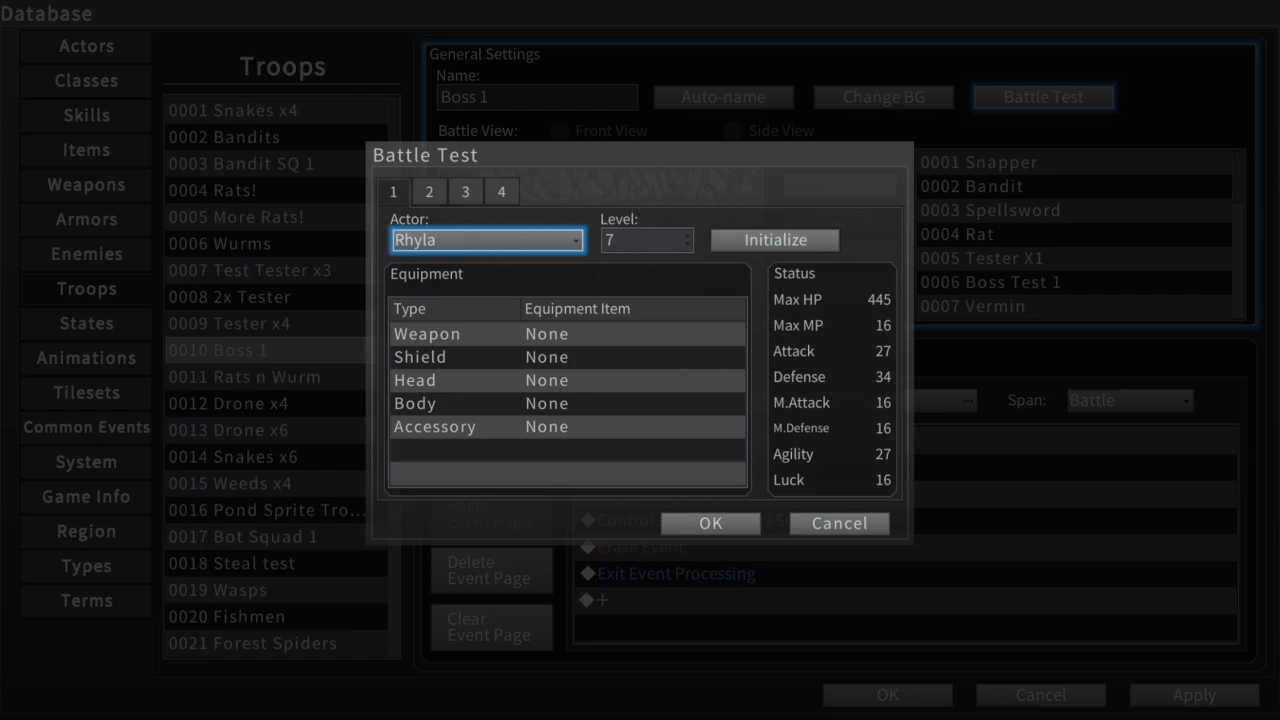 Database
Actors
Classes
Skills
Items
Weapons
Armors
Enemies
Troops
States
Animations
Tilesets
Common Events
System
Game Info
Region
Types
Terms
Troops
0001 Snakes x4
0002 Bandits
0003 Bandit SQ 1
0004 Rats!
0005 More Rats!
0006 Wurms
0007 Test Tester x3
0008 2x Tester
0009 Tester x4
0010 Boss 1
0011 Rats n Wurm
0012 Drone x4
0013 Drone x6
0014 Snakes x6
0015 Weeds x4
0016 Pond Sprite Tro...
0017 Bot Squad 1
0018 Steal test
0019 Wasps
0020 Fishmen
0021 Forest Spiders
General Settings
Name:
Boss 1
Auto-name
Change BG
Battle Test
Battle View:
Front View
Side View
0001 Snapper
0002 Bandit
0003 Spellsword
0004 Rat
0005 Tester X1
0006 Boss Test 1
0007 Vermin
Battle Test
1 2 3 4
Actor:
Rhyla
Level:
7
Initialize
Equipment
Type Equipment Item
Weapon None
Shield None
Head None
Body None
Accessory None
Status
Max HP 445
Max MP 16
Attack 27
Defense 34
M.Attack 16
M.Defense 16
Agility 27
Luck 16
OK
Cancel
...
Span:
Battle
Paste
Event Page
Delete
Event Page
Clear
Event Page
◆Control
◆Erase Event
◆Exit Event Processing
◆+
OK
Cancel
Apply